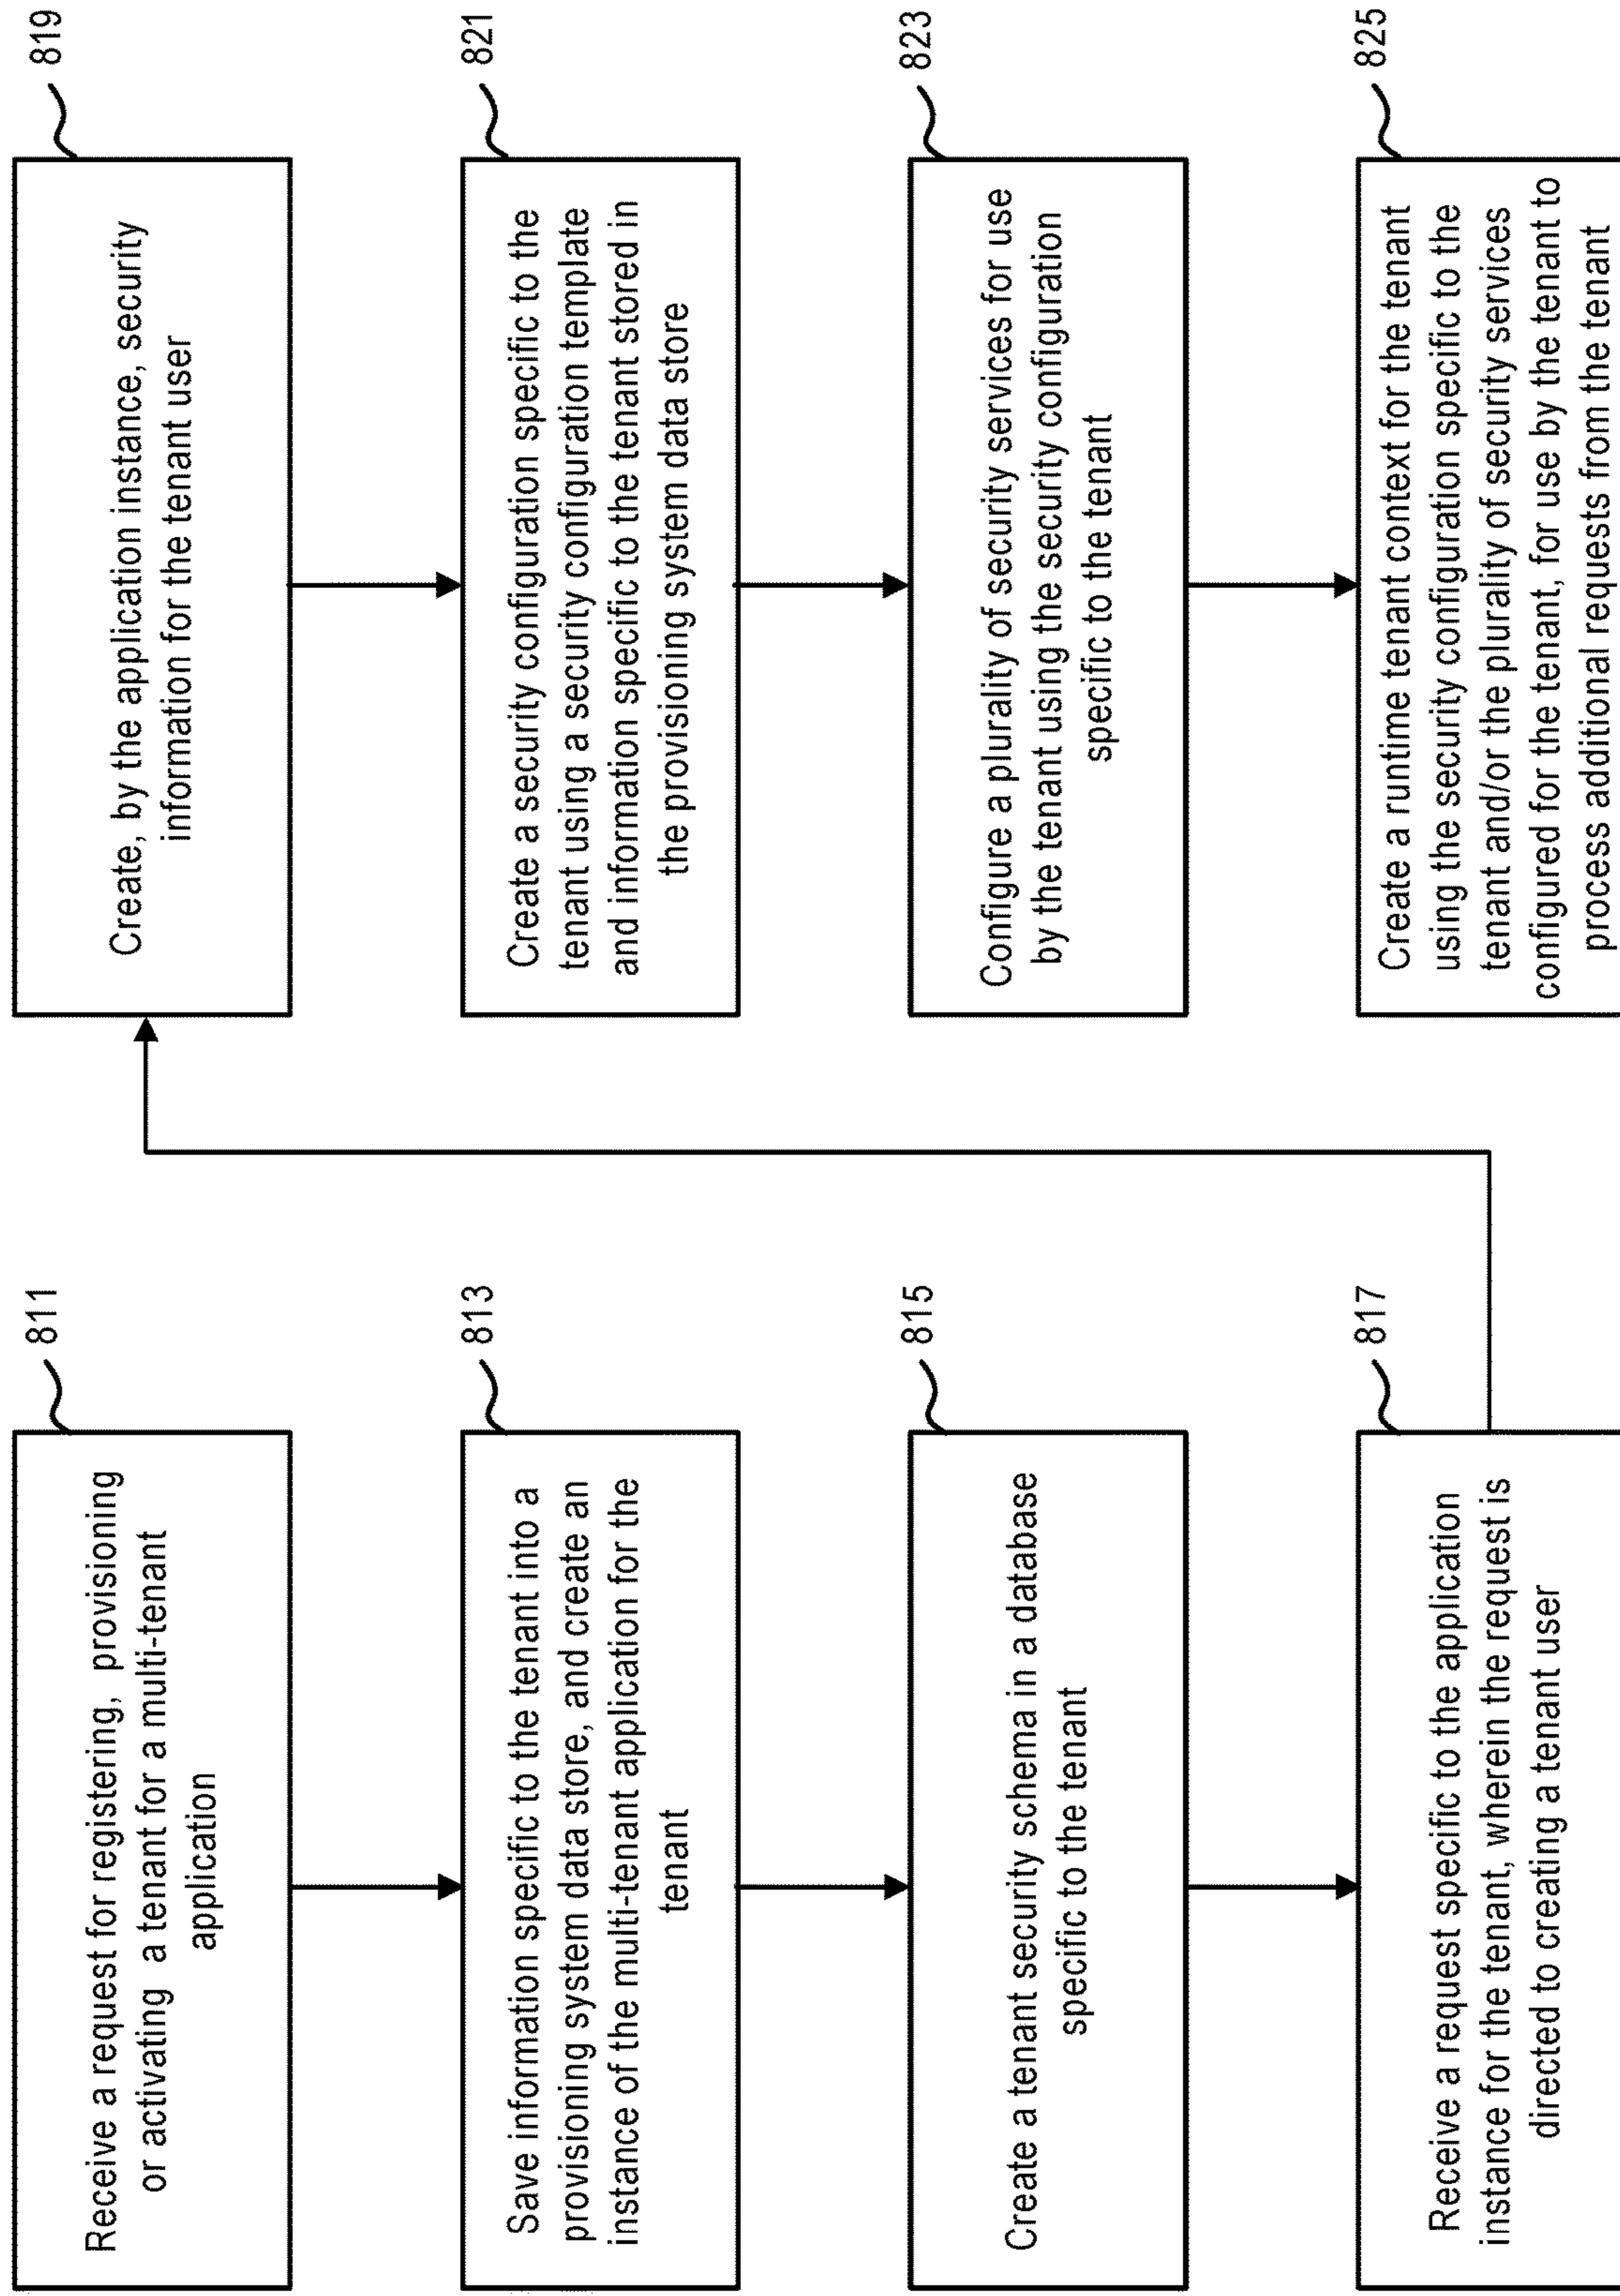 811
Receive a request for registering, provisioning
or activating a tenant for a multi-tenant
application
813
Save information specific to the tenant into a
provisioning system data store, and create an
instance of the multi-tenant application for the
tenant
815
Create a tenant security schema in a database
specific to the tenant
817
Receive a request specific to the application
instance for the tenant, wherein the request is
directed to creating a tenant user
819
Create, by the application instance, security
information for the tenant user
821
Create a security configuration specific to the
tenant using a security configuration template
and information specific to the tenant stored in
the provisioning system data store
823
Configure a plurality of security services for use
by the tenant using the security configuration
specific to the tenant
825
Create a runtime tenant context for the tenant
using the security configuration specific to the
tenant and/or the plurality of security services
configured for the tenant, for use by the tenant to
process additional requests from the tenant